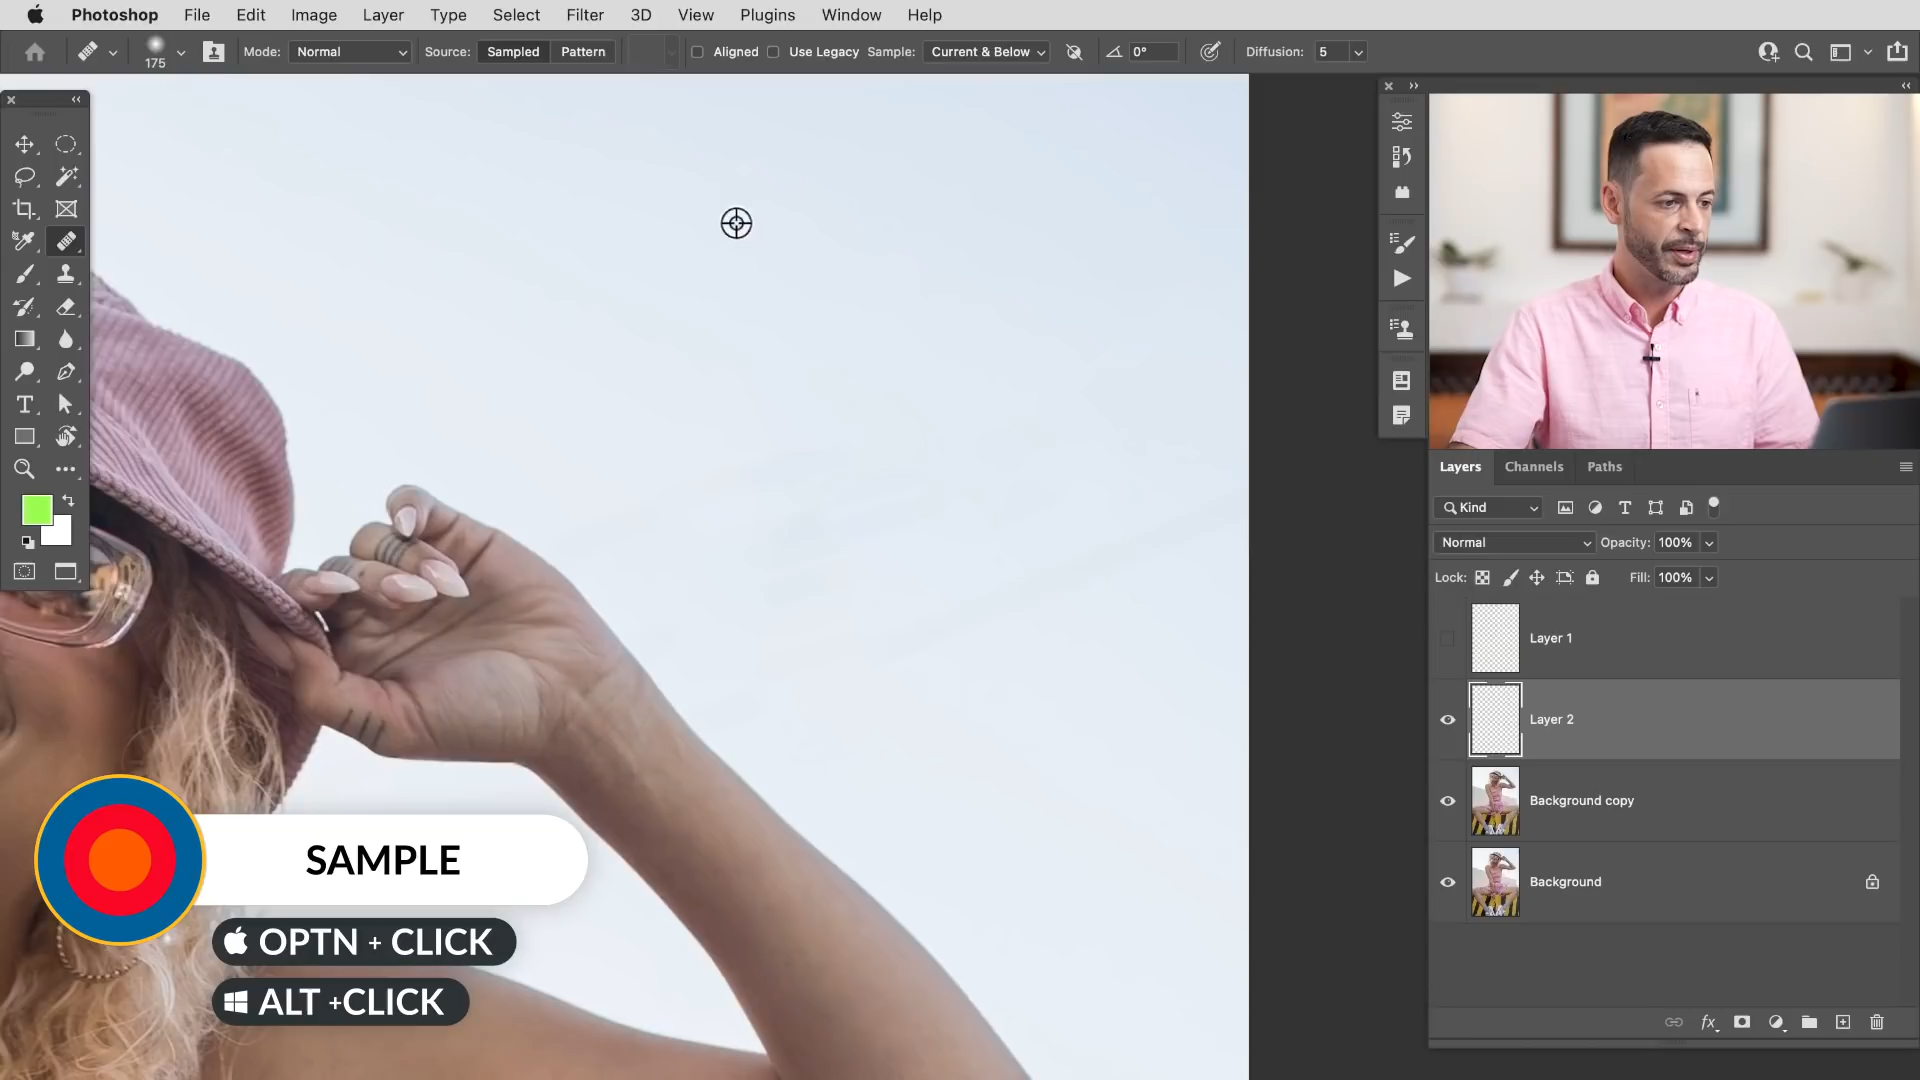 Photoshop File Edit Image Layer Type Select Filter 3D View Plugins Window Help
175 Mode: Normal Source: Sampled Pattern Aligned Use Legacy Sample: Current & Below 0° Diffusion: 5
Layers Channels Paths
Kind
Normal Opacity: 100%
Lock: Fill: 100%
Layer 1
Layer 2
Background copy
Background
fx
SAMPLE
OPTN + CLICK
ALT +CLICK